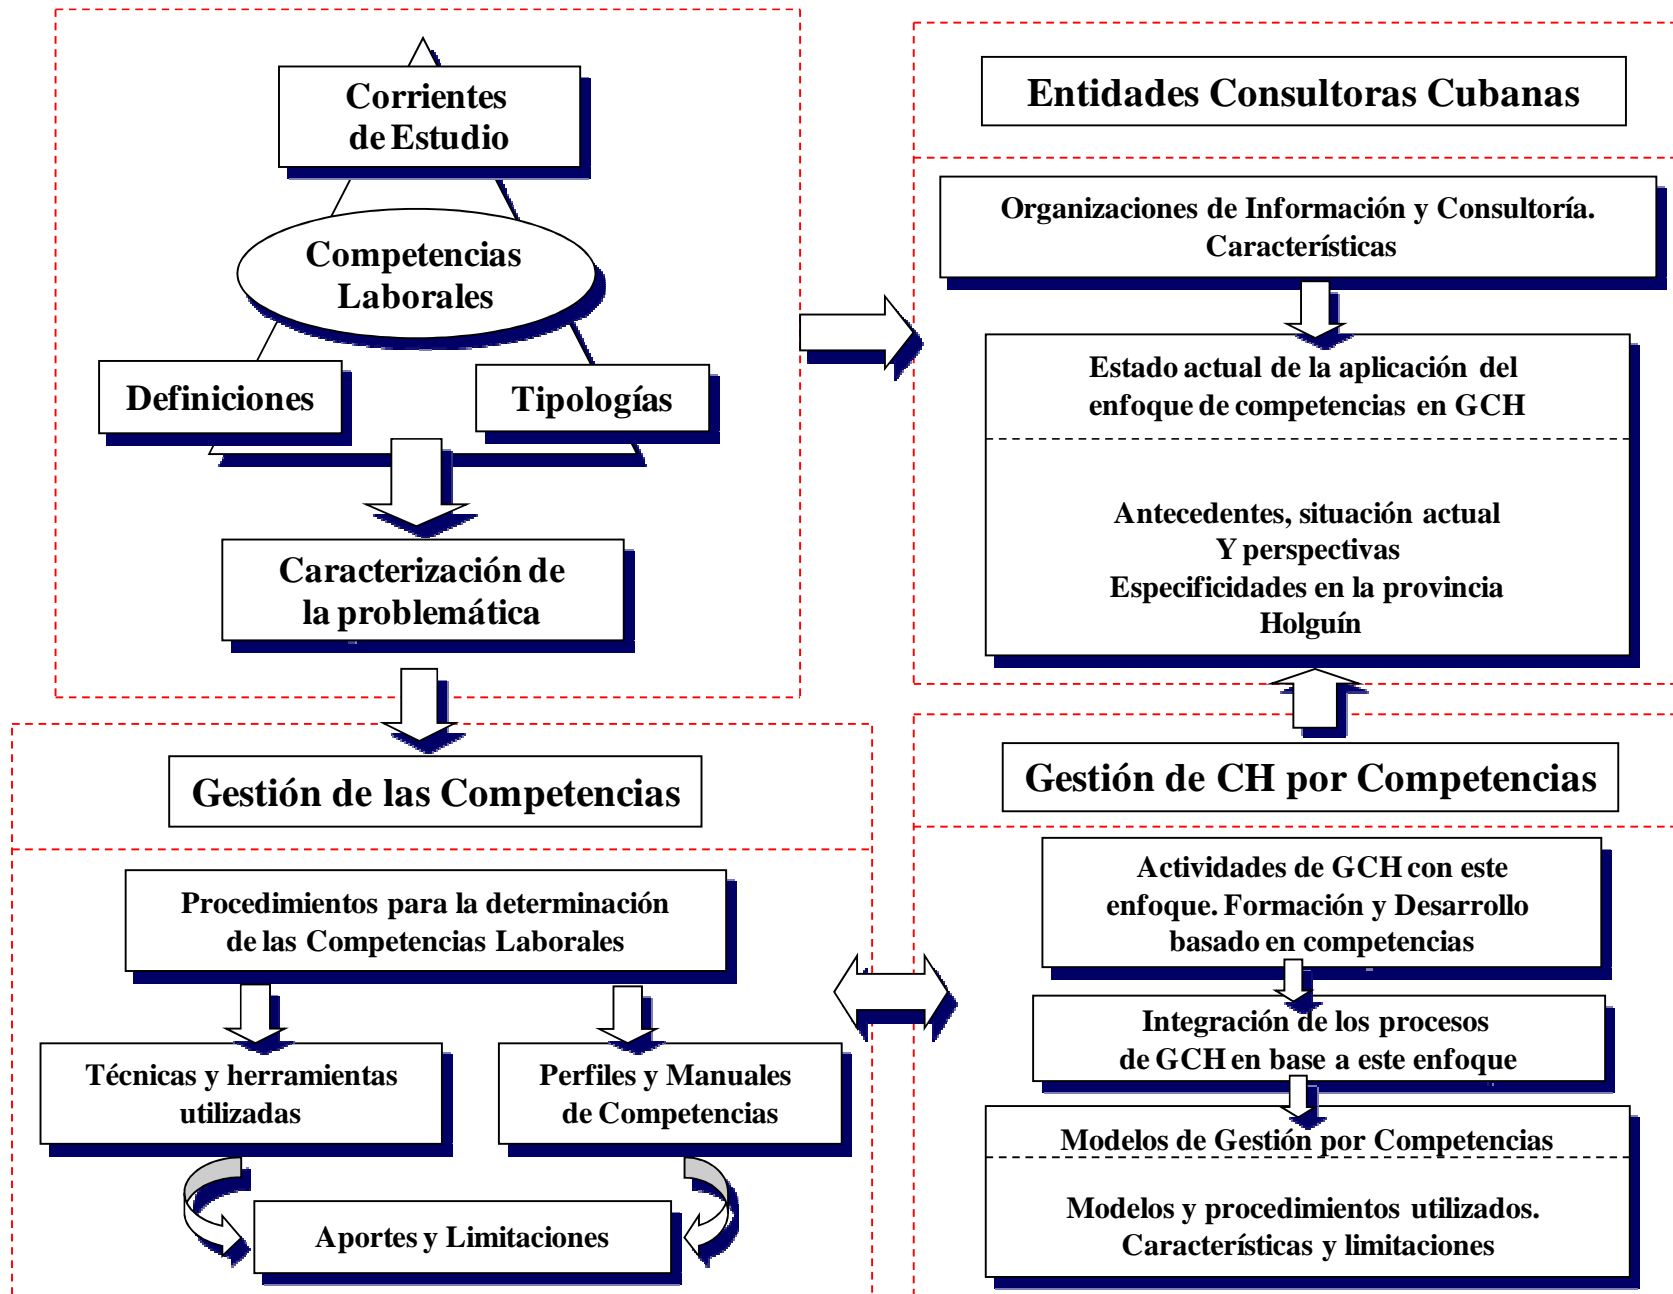 Corrientes
de Estudio
Competencias
Laborales
Definiciones
Tipologías
Caracterización de
la problemática
Entidades Consultoras Cubanas
Organizaciones de Información y Consultoría.
Características
Estado actual de la aplicación del
enfoque de competencias en GCH
Antecedentes, situación actual
Y perspectivas
Especificidades en la provincia
Holguín
Gestión de las Competencias
Procedimientos para la determinación
de las Competencias Laborales
Técnicas y herramientas
utilizadas
Perfiles y Manuales
de Competencias
Aportes y Limitaciones
Gestión de CH por Competencias
Actividades de GCH con este
enfoque. Formación y Desarrollo
basado en competencias
Integración de los procesos
de GCH en base a este enfoque
Modelos de Gestión por Competencias
Modelos y procedimientos utilizados.
Características y limitaciones